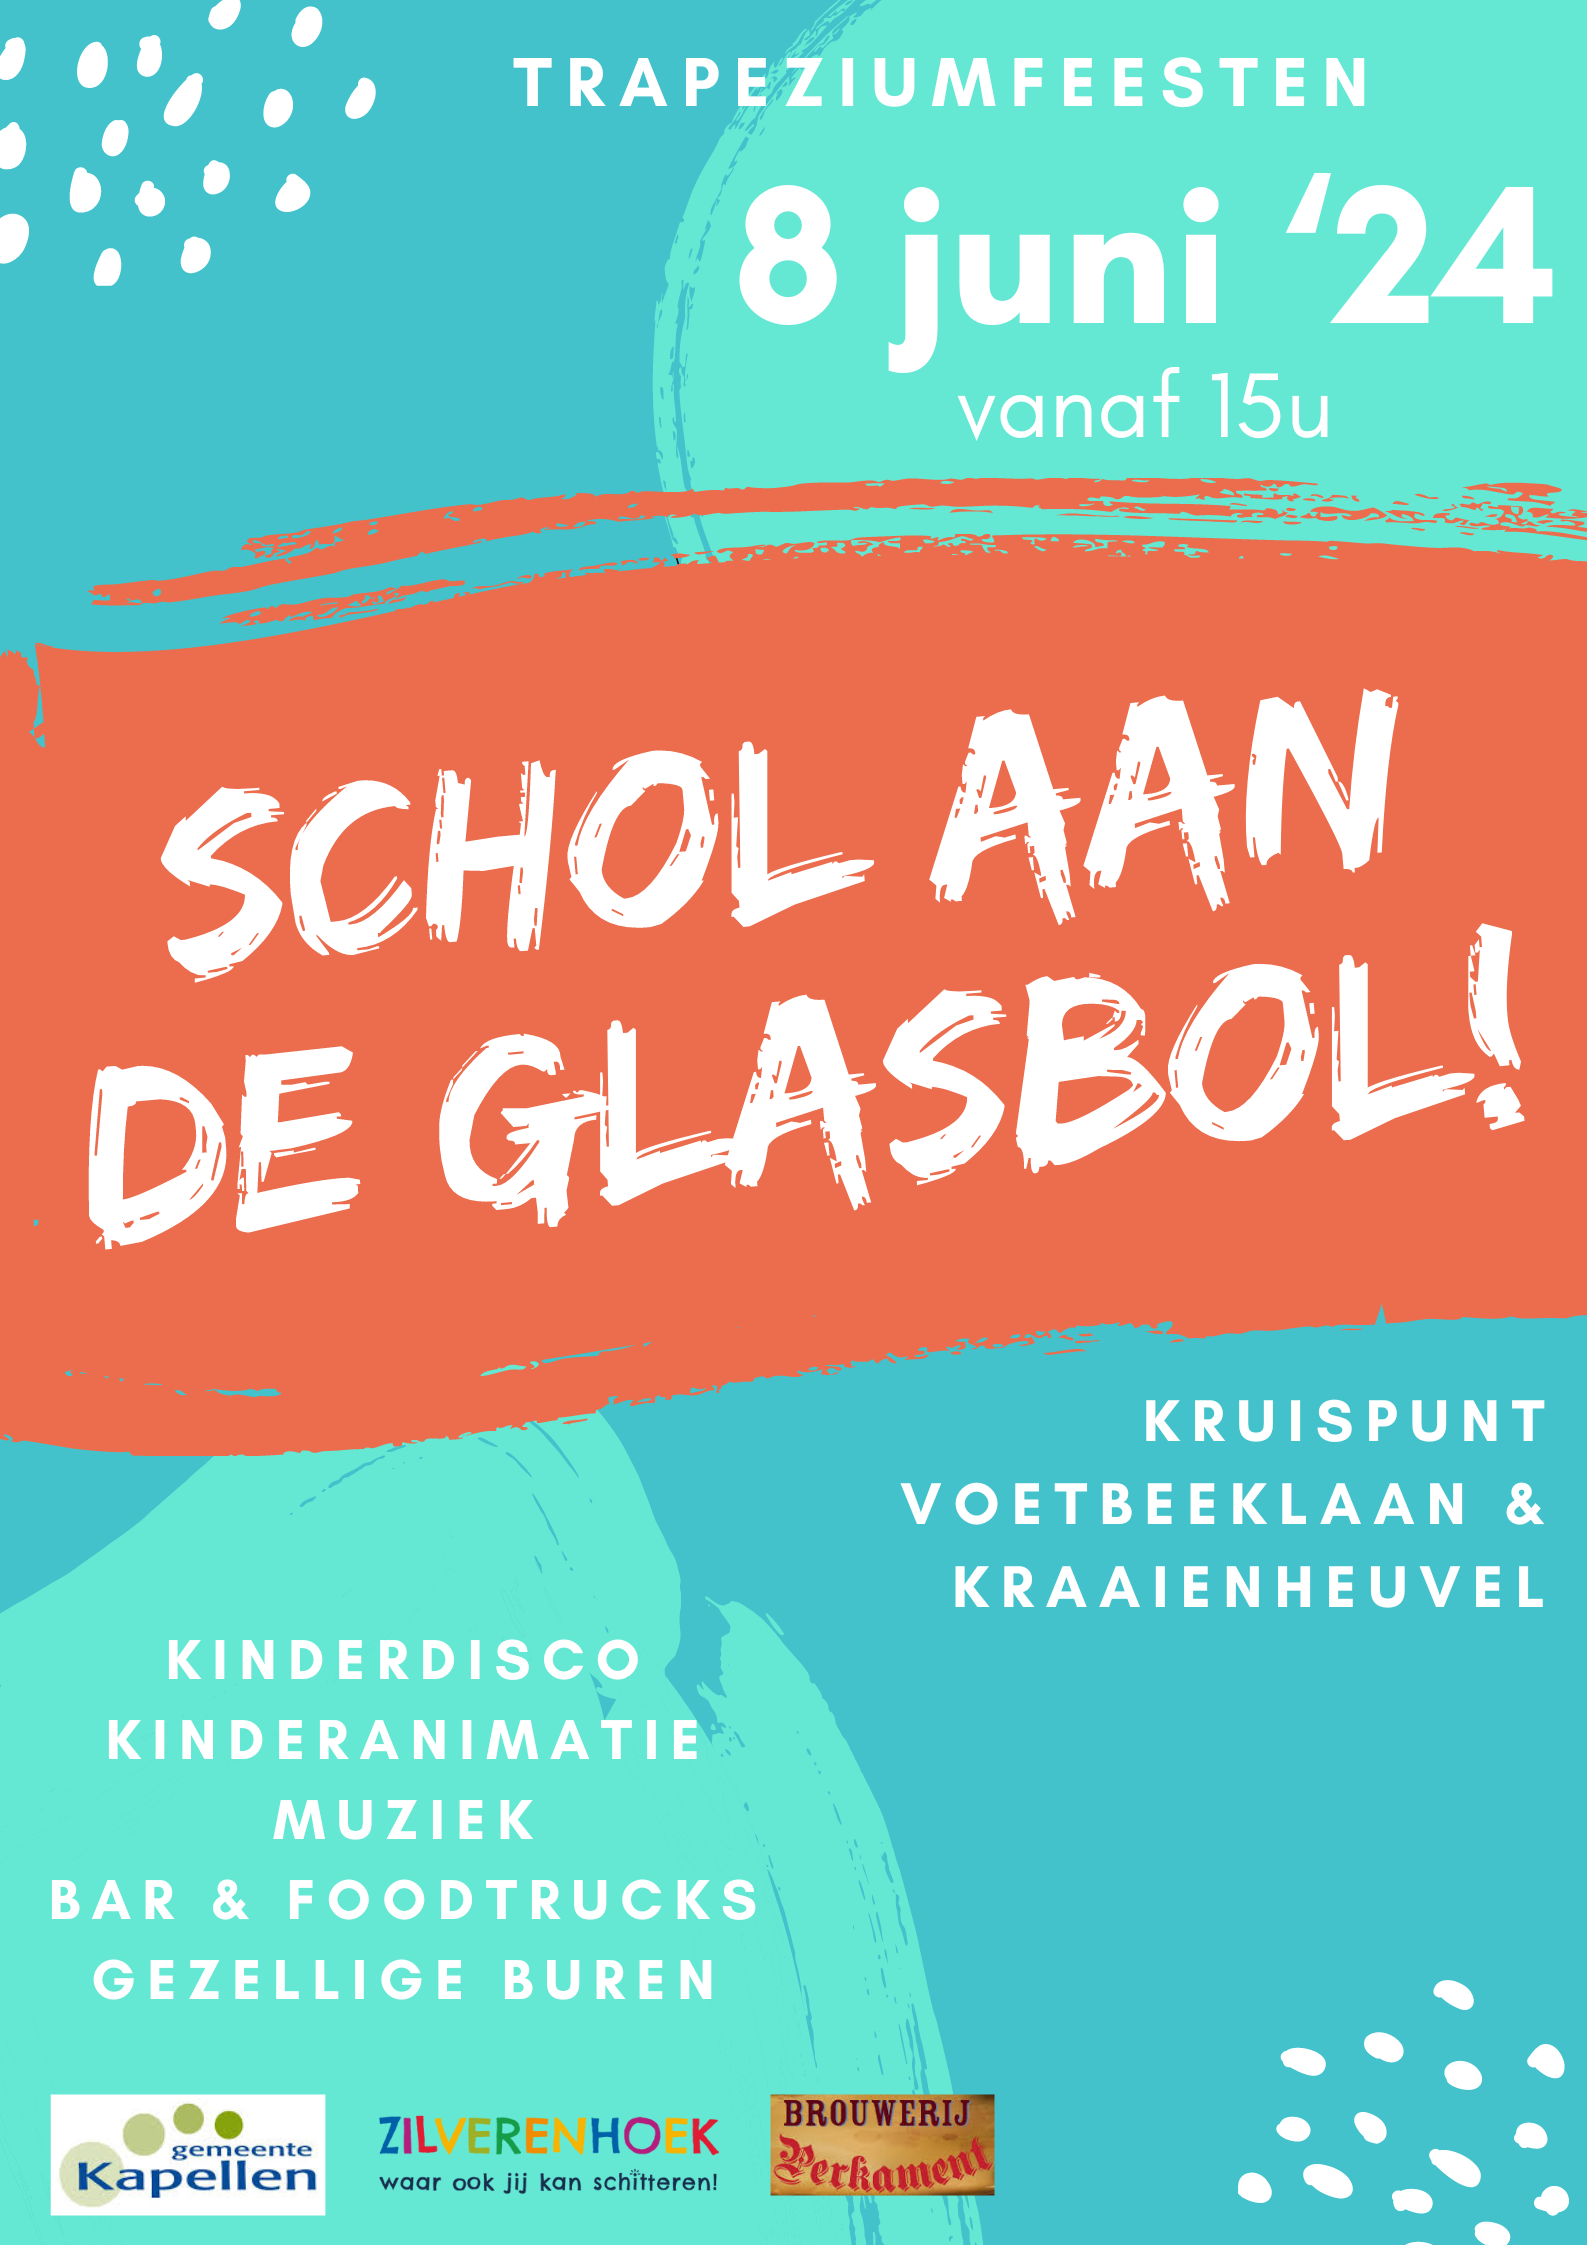 TRAPEZIUMFEESTEN
8 juni ‘24
vanaf 15u
SCHOL AAN
DE GLASBOL!
KRUISPUNT
VOETBEEKLAAN &
KRAAIENHEUVEL
KINDERDISCO
KINDERANIMATIE
MUZIEK
BAR & FOODTRUCKS
GEZELLIGE BUREN
gemeente
Kapellen
ZILVERENHOEK
waar ook jij kan schitteren!
BROUWERIJ
Perkament